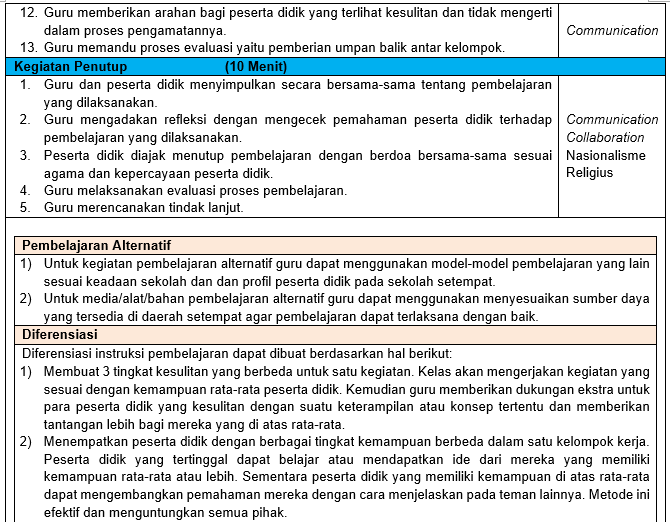 12. Guru memberikan arahan bagi peserta didik yang terlihat kesulitan dan tidak mengerti
dalam proses pengamatannya.
13. Guru memandu proses evaluasi yaitu pemberian umpan balik antar kelompok.
Communication
Kegiatan Penutup (10 Menit)
1. Guru dan peserta didik menyimpulkan secara bersama-sama tentang pembelajaran
yang dilaksanakan.
2. Guru mengadakan refleksi dengan mengecek pemahaman peserta didik terhadap
pembelajaran yang dilaksanakan.
3. Peserta didik diajak menutup pembelajaran dengan berdoa bersama-sama sesuai
agama dan kepercayaan peserta didik.
4. Guru melaksanakan evaluasi proses pembelajaran.
5. Guru merencanakan tindak lanjut.
Communication
Collaboration
Nasionalisme
Religius
Pembelajaran Alternatif
1) Untuk kegiatan pembelajaran alternatif guru dapat menggunakan model-model pembelajaran yang lain
sesuai keadaan sekolah dan dan profil peserta didik pada sekolah setempat.
2) Untuk media/alat/bahan pembelajaran alternatif guru dapat menggunakan menyesuaikan sumber daya
yang tersedia di daerah setempat agar pembelajaran dapat terlaksana dengan baik.
Diferensiasi
Diferensiasi instruksi pembelajaran dapat dibuat berdasarkan hal berikut:
1) Membuat 3 tingkat kesulitan yang berbeda untuk satu kegiatan. Kelas akan mengerjakan kegiatan yang
sesuai dengan kemampuan rata-rata peserta didik. Kemudian guru memberikan dukungan ekstra untuk
para peserta didik yang kesulitan dengan suatu keterampilan atau konsep tertentu dan memberikan
tantangan lebih bagi mereka yang di atas rata-rata.
2) Menempatkan peserta didik dengan berbagai tingkat kemampuan berbeda dalam satu kelompok kerja.
Peserta didik yang tertinggal dapat belajar atau mendapatkan ide dari mereka yang memiliki
kemampuan rata-rata atau lebih. Sementara peserta didik yang memiliki kemampuan di atas rata-rata
dapat mengembangkan pemahaman mereka dengan cara menjelaskan pada teman lainnya. Metode ini
efektif dan menguntungkan semua pihak.